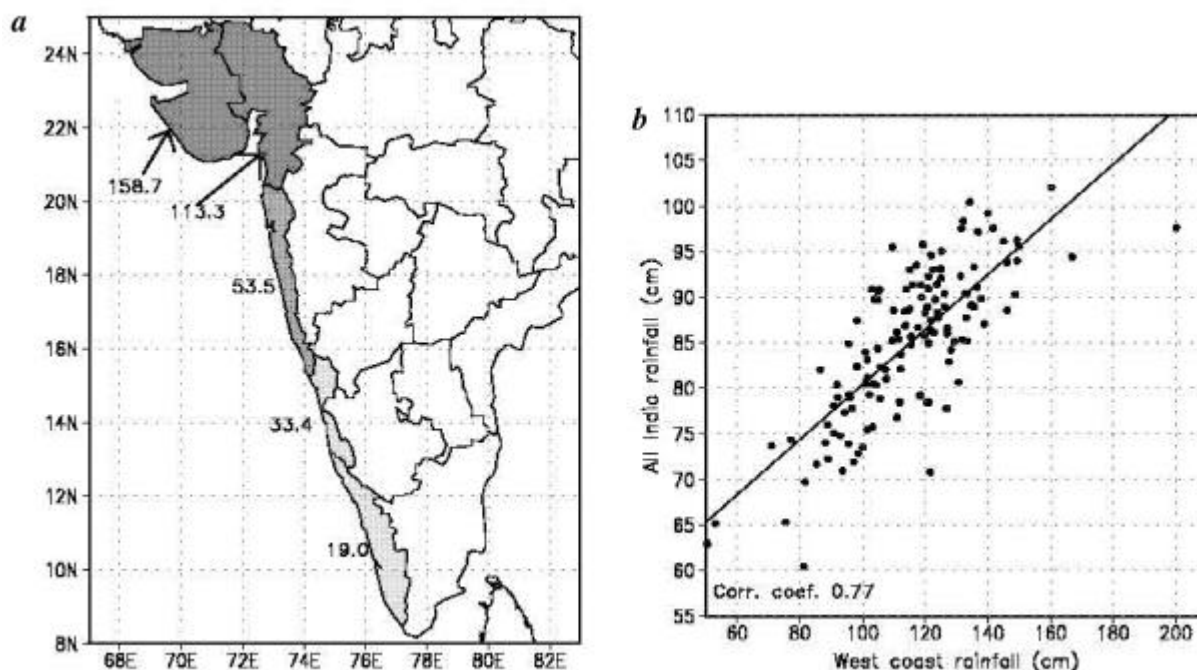 a
24N
22N
20N
18N
16N
14N
12N
10N
8N
68E 70E 72E 74E 76E 78E 80E 82E
158.7
113.3
53.5
33.4
19.0
b
110
105
100
95
90
85
80
75
70
65
60
55
All India rainfall (cm)
Corr. coef. 0.77
60 80 100 120 140 160 180 200
West coast rainfall (cm)